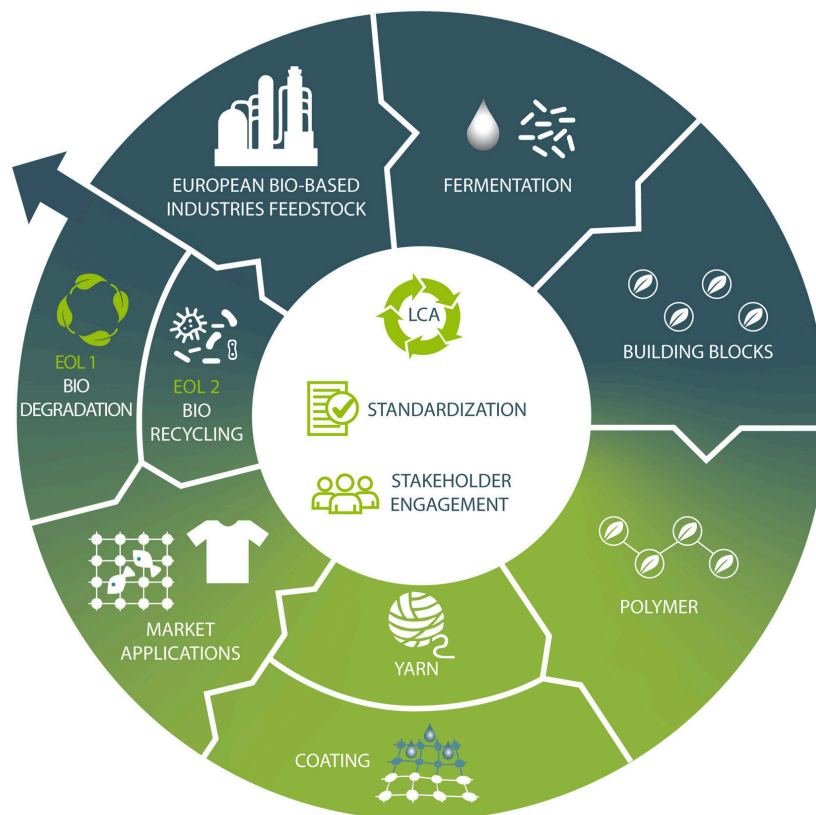 EUROPEAN BIO-BASED
INDUSTRIES FEEDSTOCK
FERMENTATION
BUILDING BLOCKS
POLYMER
YARN
COATING
MARKET
APPLICATIONS
EOL 1
BIO
DEGRADATION
EOL 2
BIO
RECYCLING
LCA
STANDARDIZATION
STAKEHOLDER
ENGAGEMENT